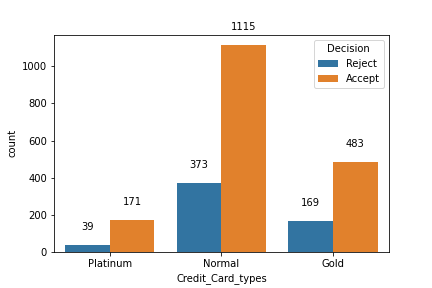 1115
Decision
Reject
Accept
1000
800
600
400
200
0
count
39
171
373
483
169
Platinum
Normal
Gold
Credit_Card_types